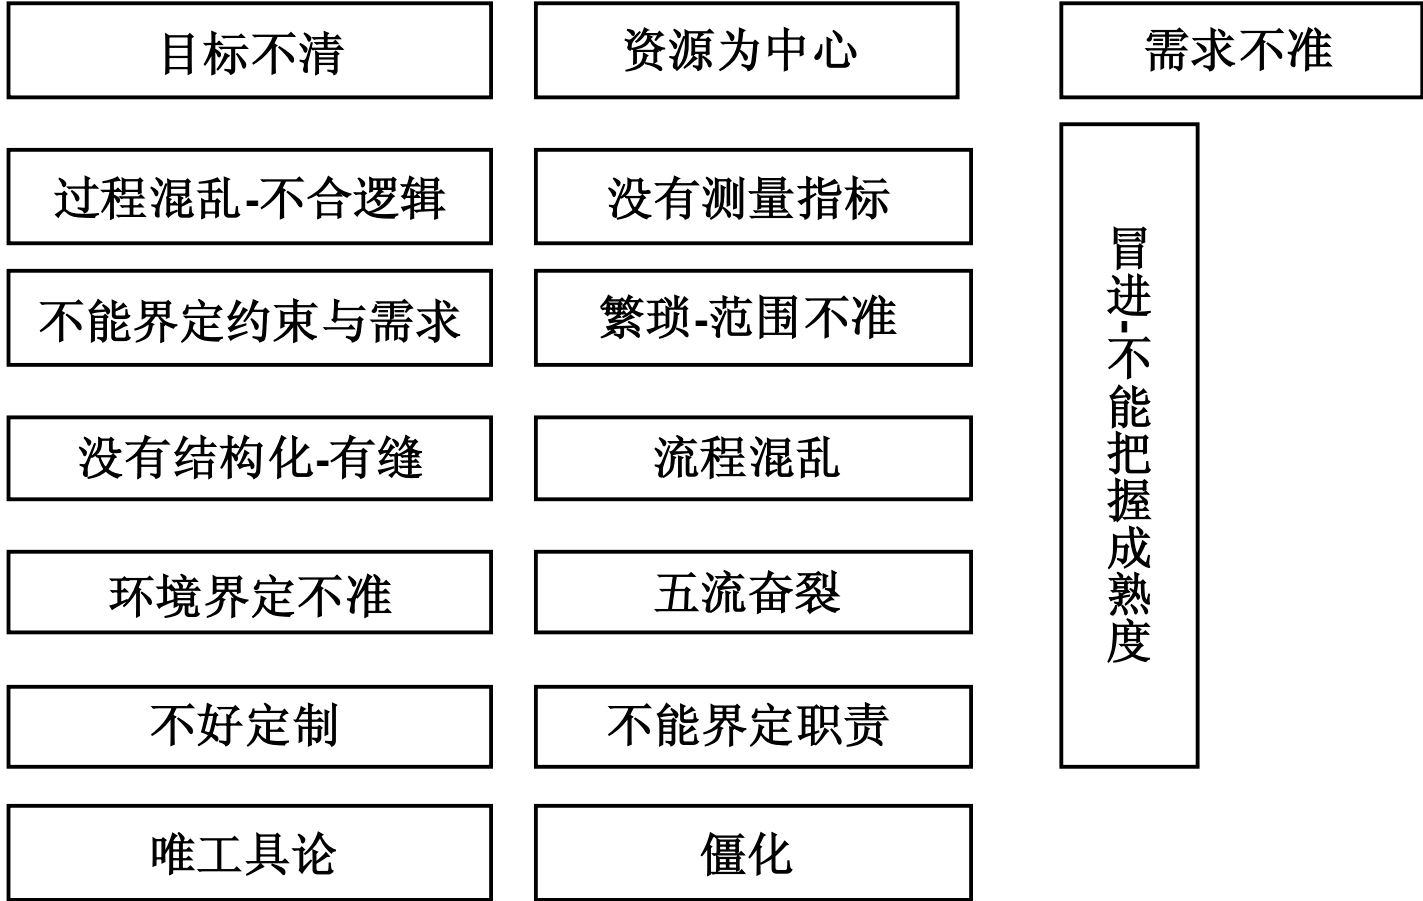 目标不清
资源为中心
需求不准
过程混乱-不合逻辑
没有测量指标
不能界定约束与需求
繁琐-范围不准
没有结构化-有缝
流程混乱
环境界定不准
五流奋裂
不好定制
不能界定职责
唯工具论
僵化
冒进-不能把握成熟度